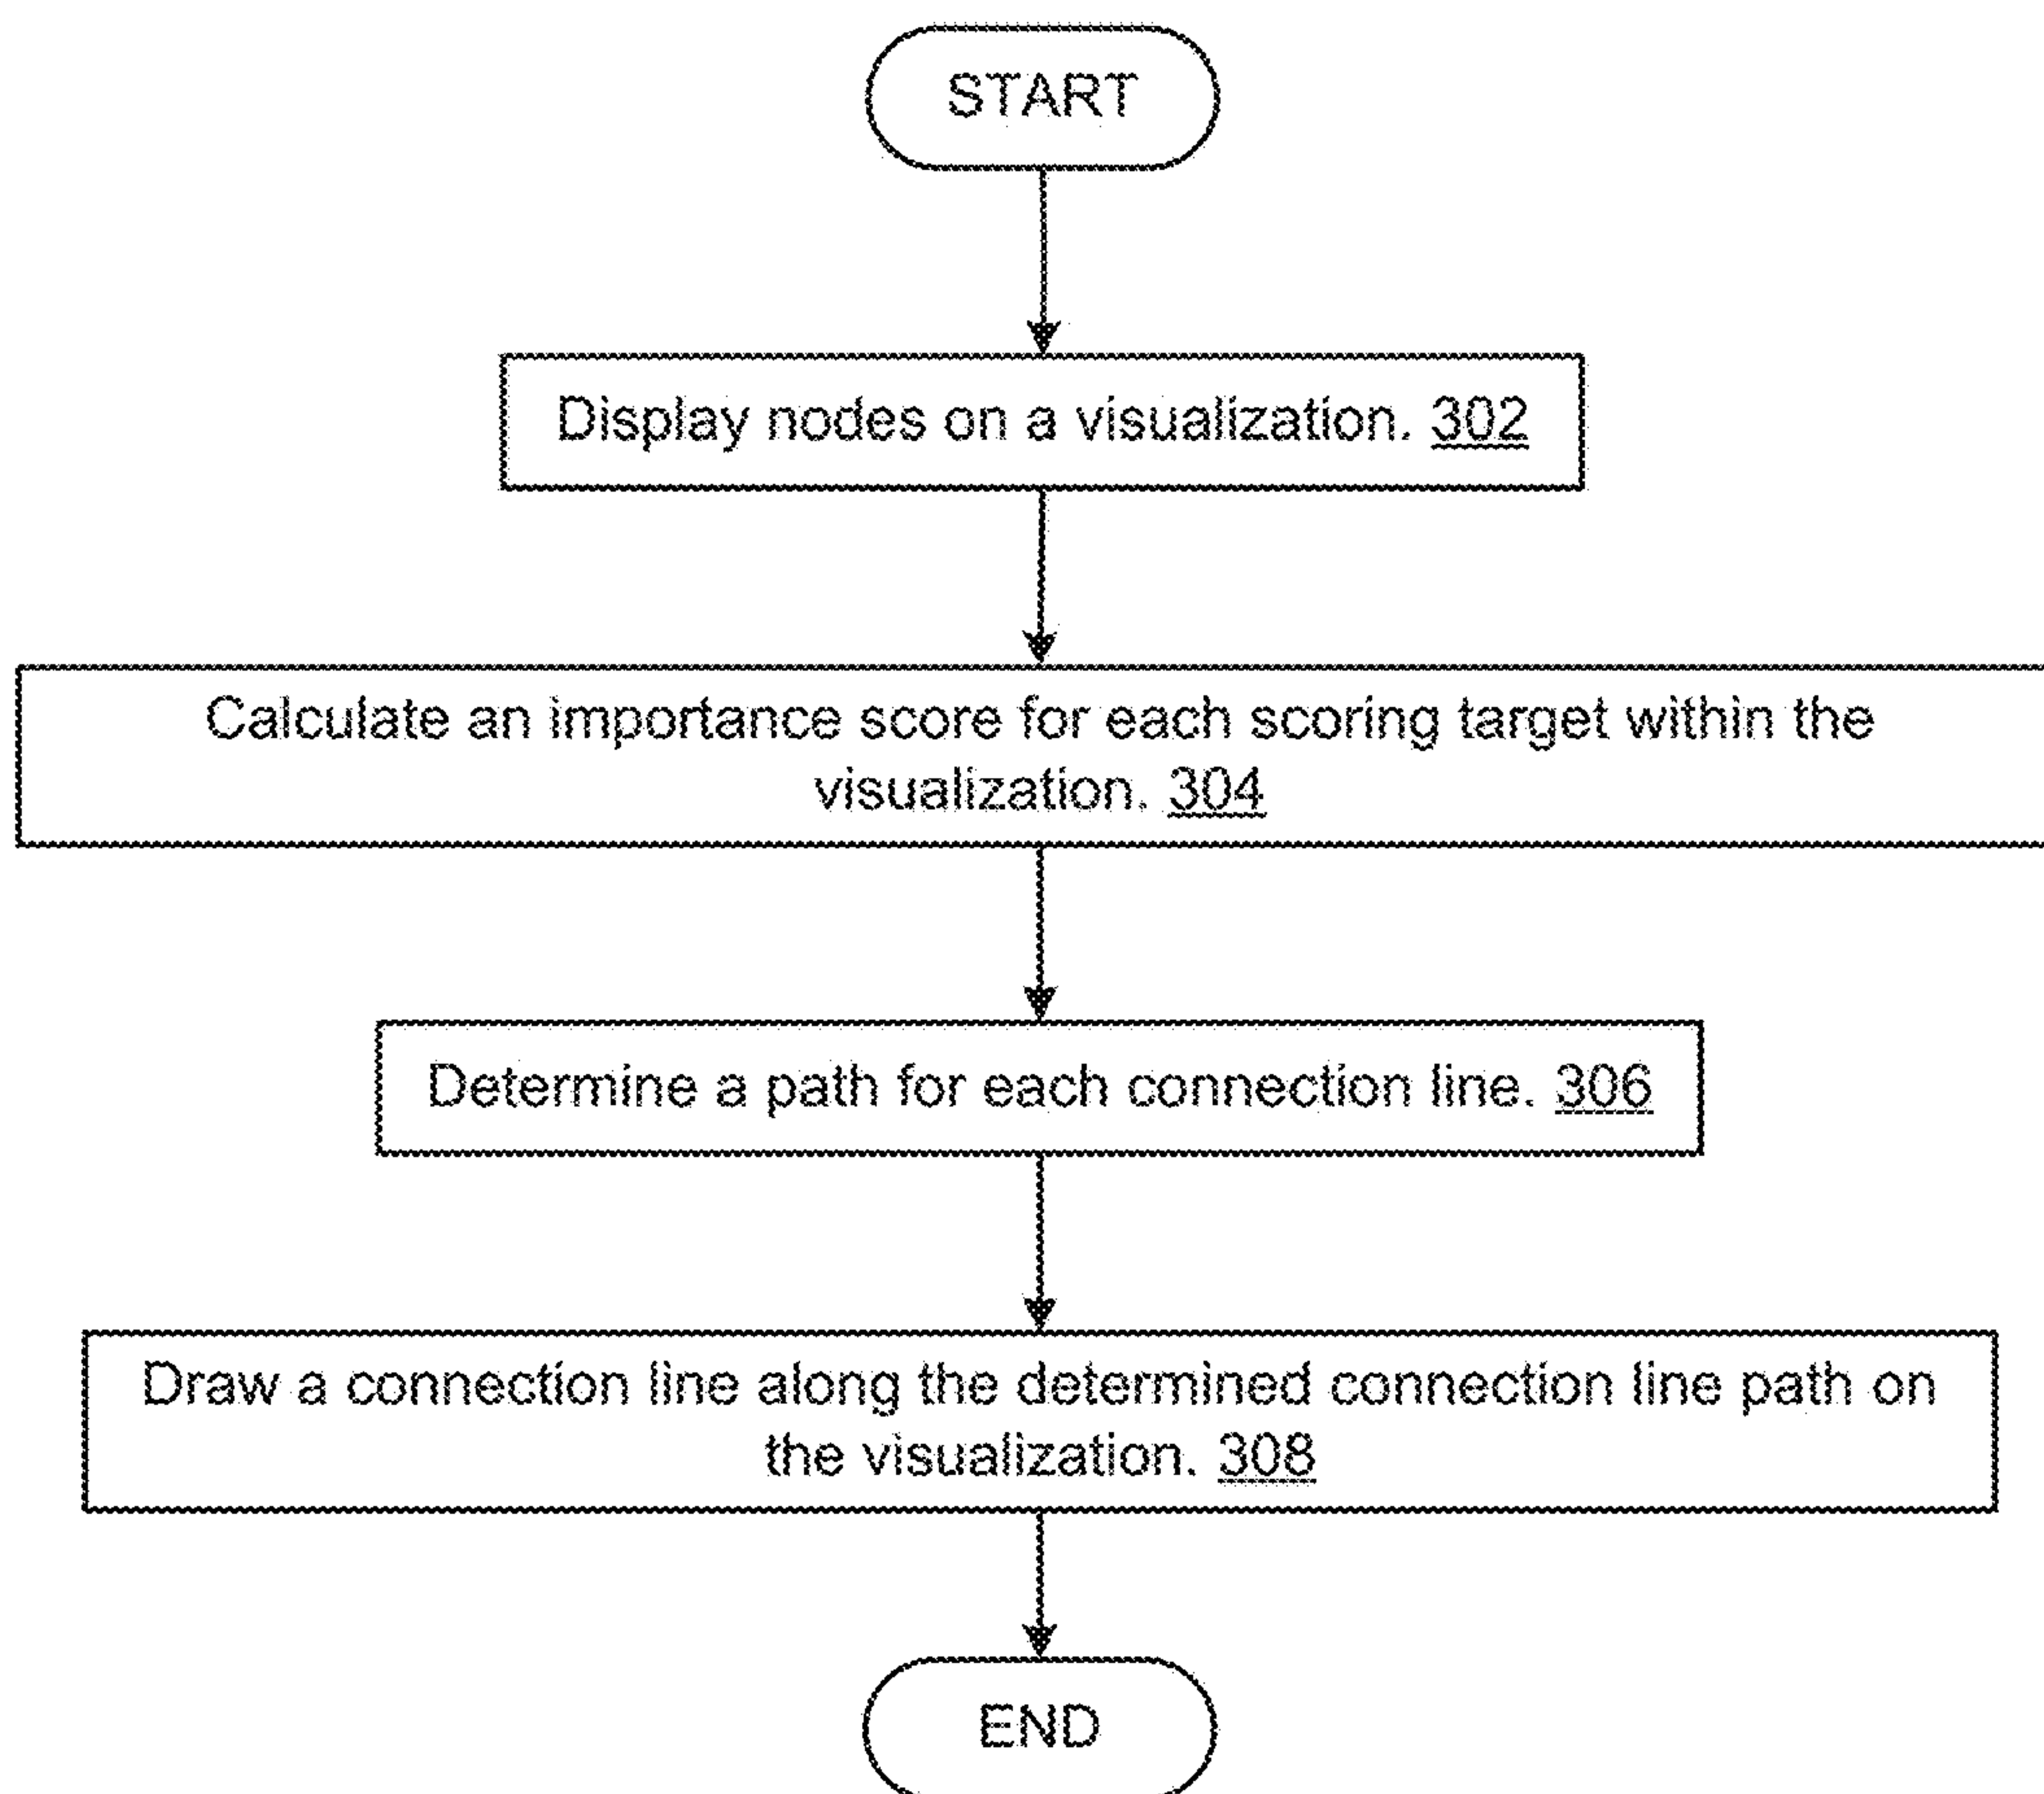 START
Display nodes on a visualization. 302
Calculate an importance score for each scoring target within the
visualization. 304
Determine a path for each connection line. 306
Draw a connection line along the determined connection line path on
the visualization. 308
END